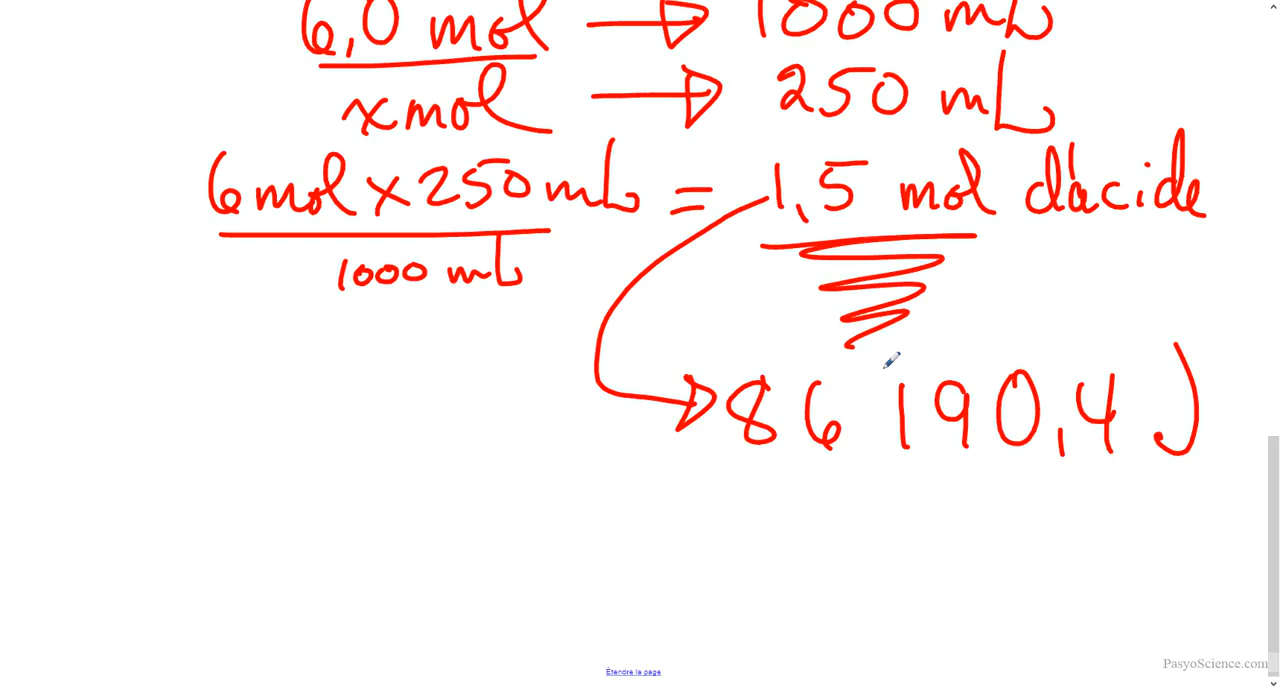 6,0 mol → 1000 mL
x mol → 250 mL
6 mol x 250 mL = 1,5 mol d'acide
1000 mL
86 190,4 J
Étendre la page
PasyoScience.com